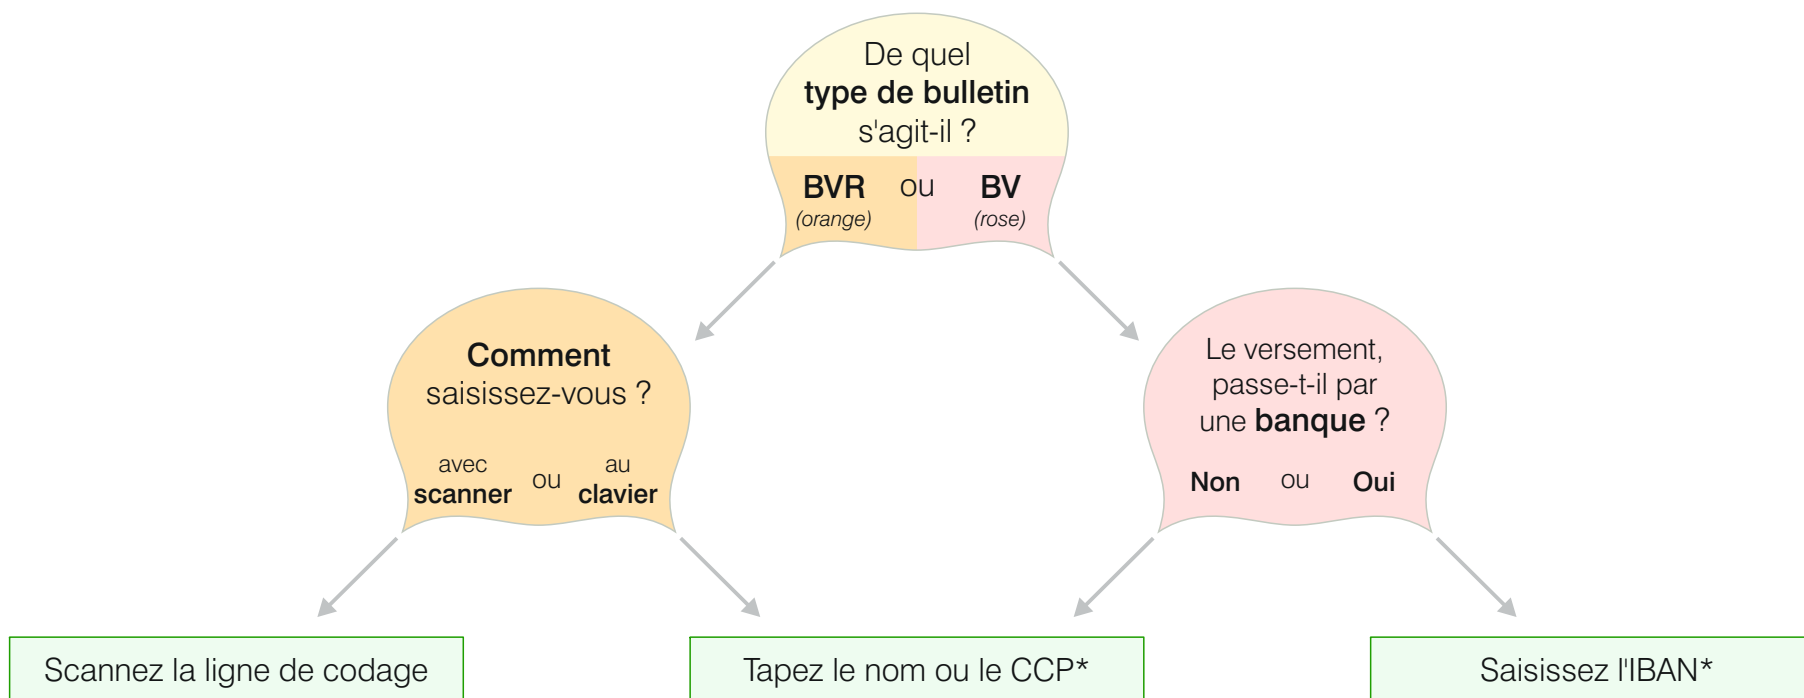 De quel
type de bulletin
s'agit-il ?
BVR ou BV
(orange) (rose)
Comment
saisissez-vous ?
avec scanner ou au clavier
Le versement,
passe-t-il par
une banque ?
Non ou Oui
Scannez la ligne de codage
Tapez le nom ou le CCP*
Saisissez l'IBAN*